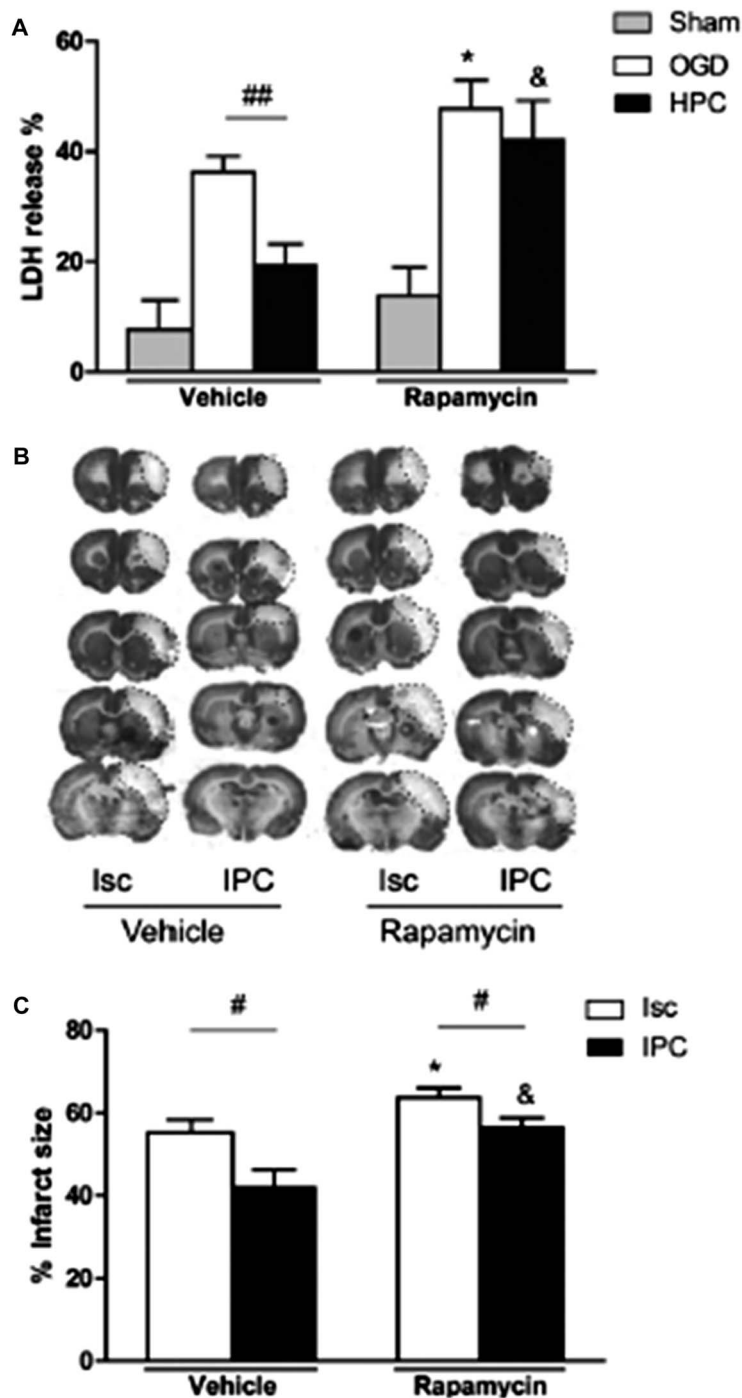 A
60
40
20
0
LDH release %
##
*
&
Sham
OGD
HPC
Vehicle
Rapamycin
B
Isc
IPC
Isc
IPC
Vehicle
Rapamycin
C
80
60
40
20
0
% Infarct size
#
#
*
&
Isc
IPC
Vehicle
Rapamycin